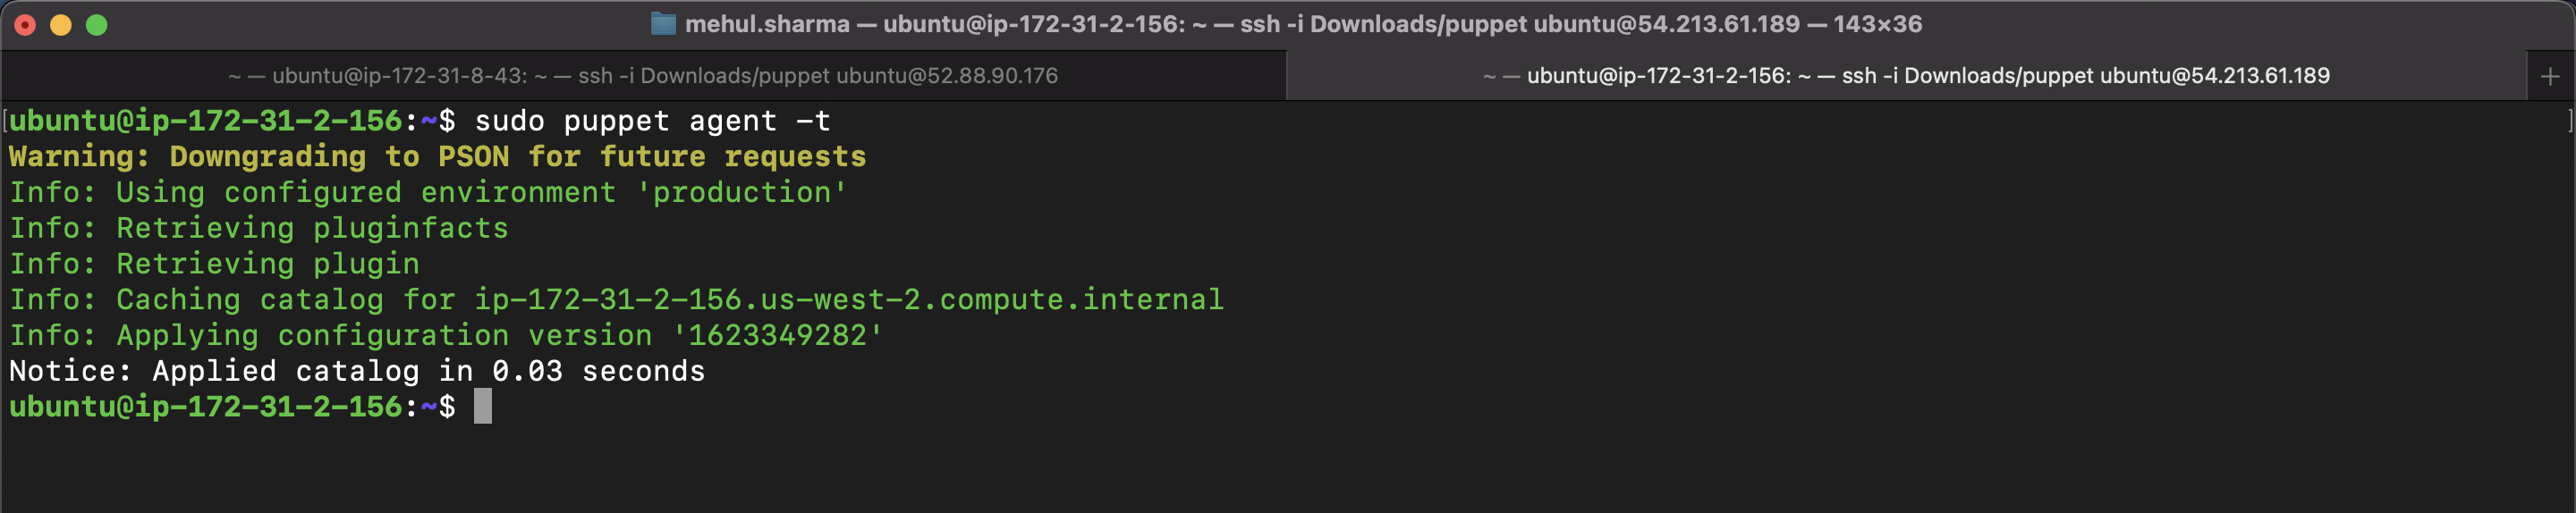 mehul.sharma — ubuntu@ip-172-31-2-156: ~ — ssh -i Downloads/puppet ubuntu@54.213.61.189 — 143×36
~ — ubuntu@ip-172-31-8-43: ~ — ssh -i Downloads/puppet ubuntu@52.88.90.176
~ — ubuntu@ip-172-31-2-156: ~ — ssh -i Downloads/puppet ubuntu@54.213.61.189 +
[ubuntu@ip-172-31-2-156:~$ sudo puppet agent -t ]
Warning: Downgrading to PSON for future requests
Info: Using configured environment 'production'
Info: Retrieving pluginfacts
Info: Retrieving plugin
Info: Caching catalog for ip-172-31-2-156.us-west-2.compute.internal
Info: Applying configuration version '1623349282'
Notice: Applied catalog in 0.03 seconds
ubuntu@ip-172-31-2-156:~$